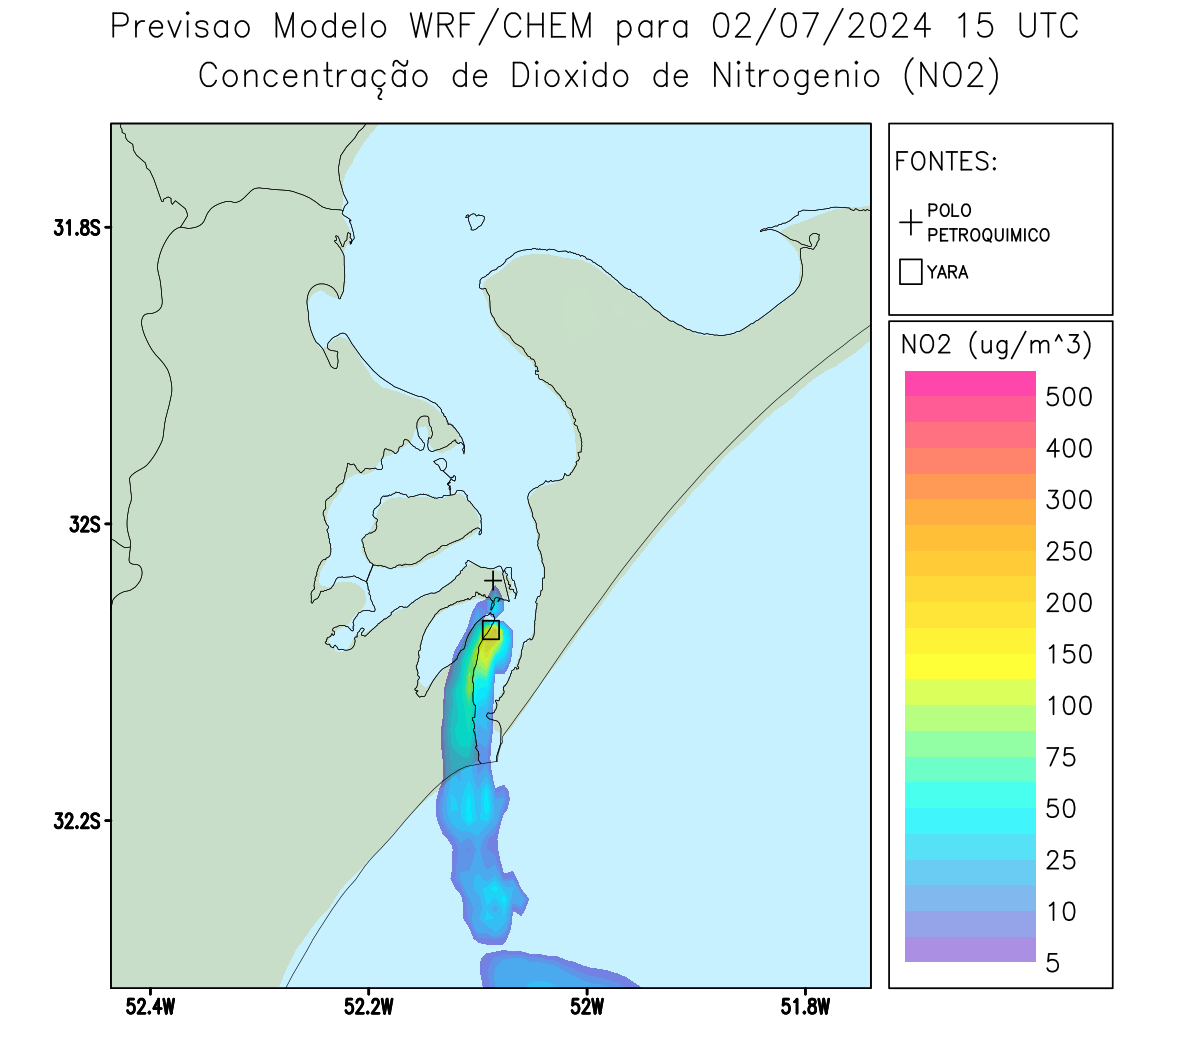 Previsao Modelo WRF/CHEM para 02/07/2024 15 UTC
Concentração de Dioxido de Nitrogenio (NO2)
FONTES:
POLO
PETROQUIMICO
YARA
NO2 (ug/m^3)
500
400
300
250
200
150
100
75
50
25
10
5
31.8S
32S
32.2S
52.4W
52.2W
52W
51.8W